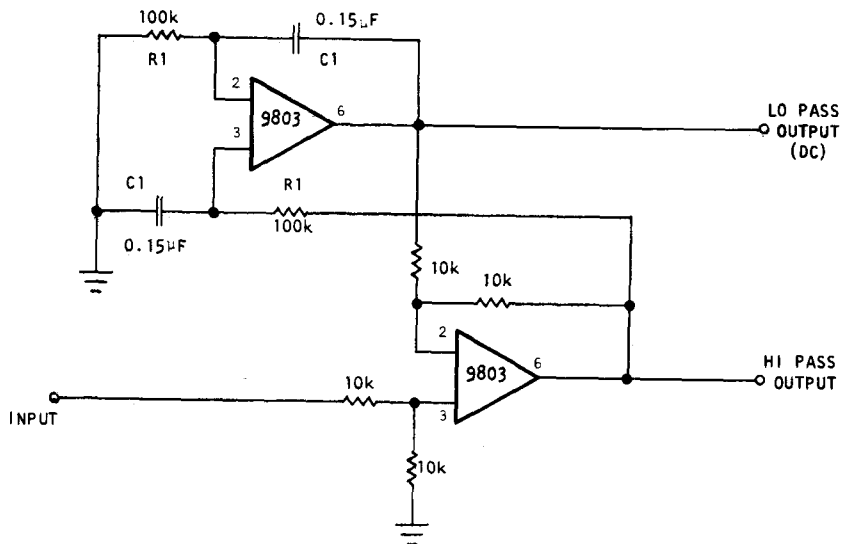 100k
0.15µF
R1
C1
2
9803
6
3
LO PASS
OUTPUT
(DC)
C1
R1
0.15µF
100k
10k
10k
2
9803
6
3
HI PASS
OUTPUT
INPUT
10k
10k